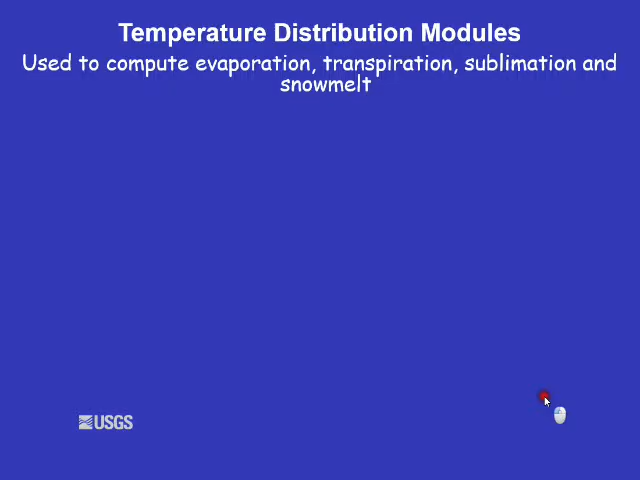 Temperature Distribution Modules
Used to compute evaporation, transpiration, sublimation and
snowmelt
USGS